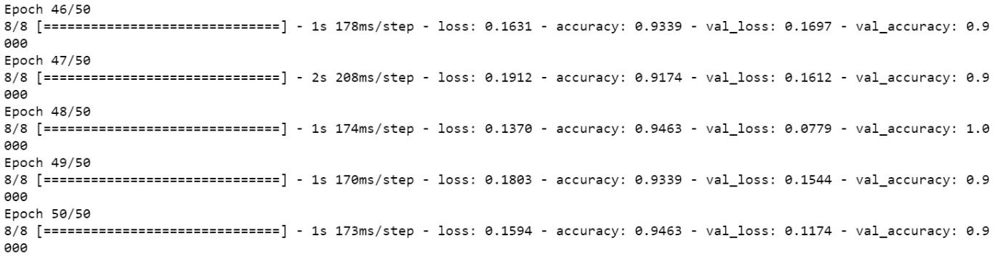 Epoch 46/50
8/8 [==============================] - 1s 178ms/step - loss: 0.1631 - accuracy: 0.9339 - val_loss: 0.1697 - val_accuracy: 0.9
000
Epoch 47/50
8/8 [==============================] - 2s 208ms/step - loss: 0.1912 - accuracy: 0.9174 - val_loss: 0.1612 - val_accuracy: 0.9
000
Epoch 48/50
8/8 [==============================] - 1s 174ms/step - loss: 0.1370 - accuracy: 0.9463 - val_loss: 0.0779 - val_accuracy: 1.0
000
Epoch 49/50
8/8 [==============================] - 1s 170ms/step - loss: 0.1803 - accuracy: 0.9339 - val_loss: 0.1544 - val_accuracy: 0.9
000
Epoch 50/50
8/8 [==============================] - 1s 173ms/step - loss: 0.1594 - accuracy: 0.9463 - val_loss: 0.1174 - val_accuracy: 0.9
000